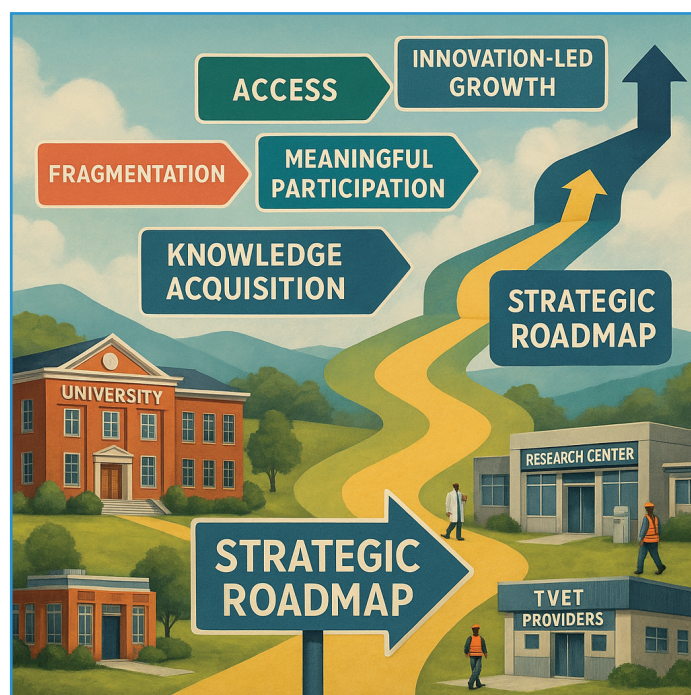 ACCESS
INNOVATION-LED
GROWTH
FRAGMENTATION
MEANINGFUL
PARTICIPATION
KNOWLEDGE
ACQUISITION
STRATEGIC
ROADMAP
UNIVERSITY
RESEARCH CENTER
STRATEGIC
ROADMAP
TVET
PROVIDERS